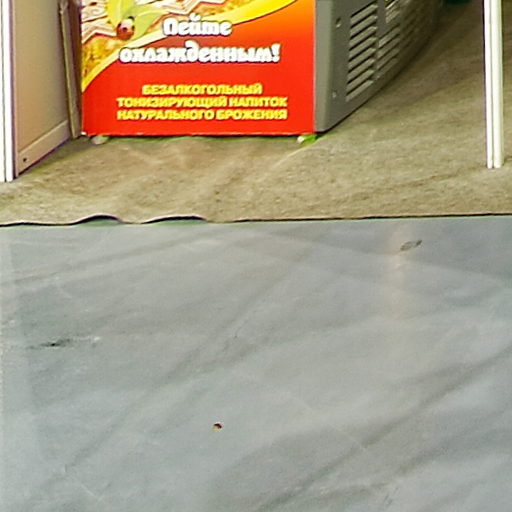 Пейте
охлажденным!
БЕЗАЛКОГОЛЬНЫЙ
ТОНИЗИРУЮЩИЙ НАПИТОК
НАТУРАЛЬНОГО БРОЖЕНИЯ